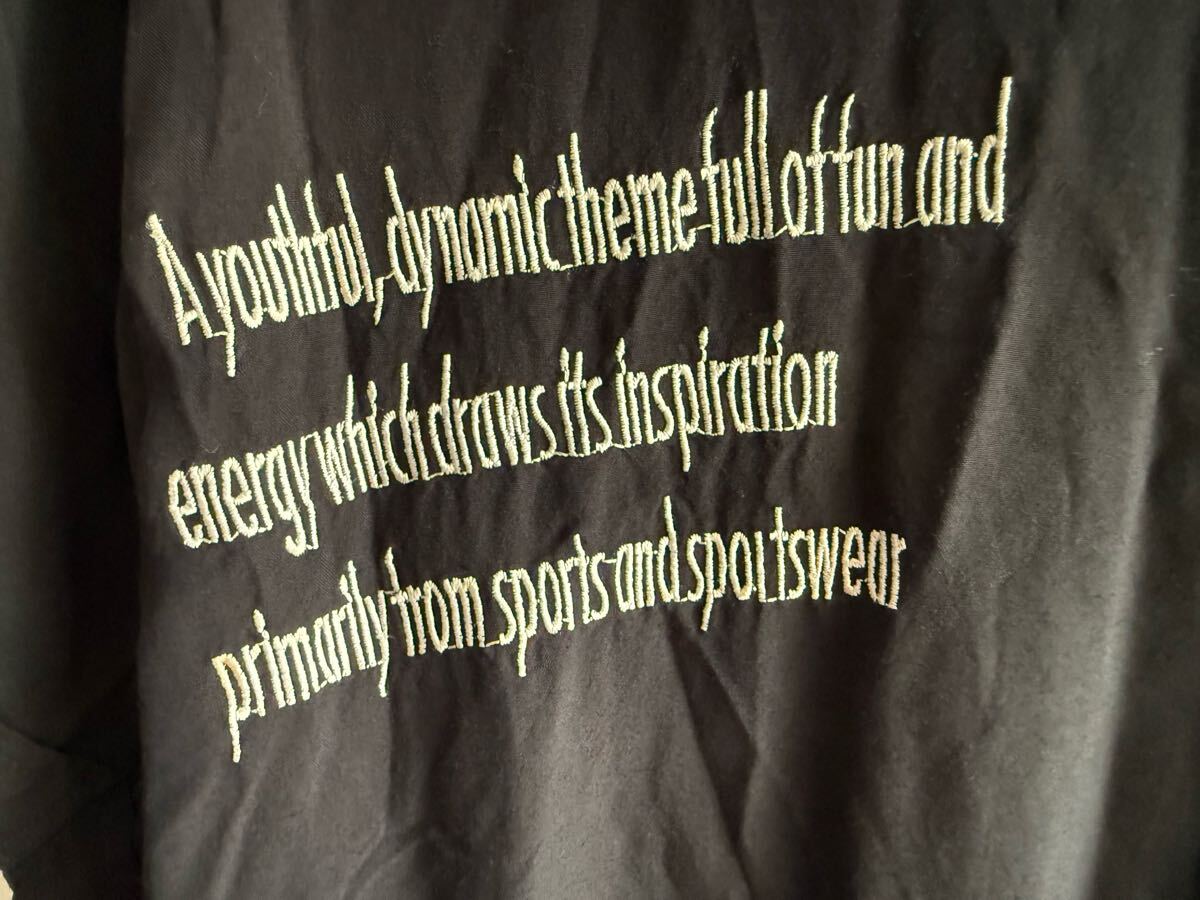 A youthful, dynamic theme full of fun and
energy which draws its inspiration
primarily from sports and sportswear